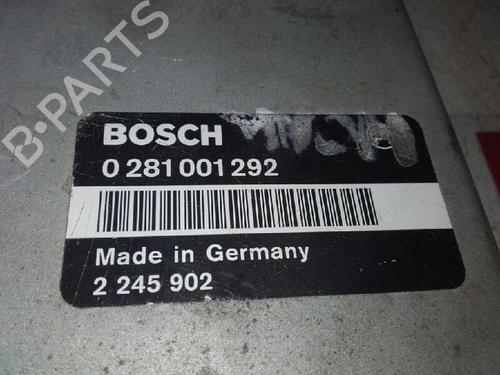 B-PARTS
BOSCH
0 281 001 292
Made in Germany
2 245 902